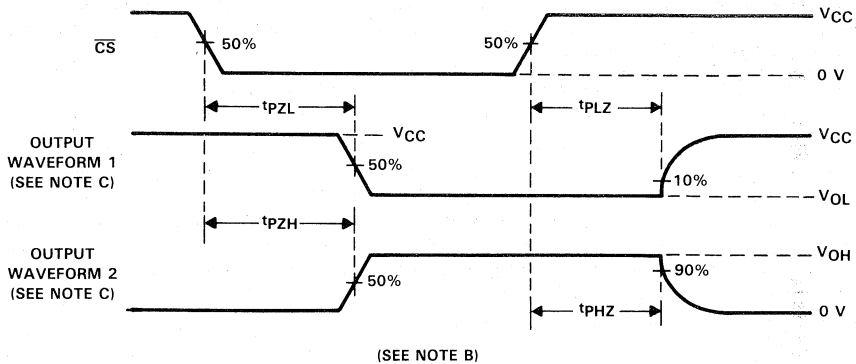 VCC
C̅S̅
50%
50%
0 V
tPZL
tPLZ
OUTPUT
WAVEFORM 1
(SEE NOTE C)
VCC
VCC
50%
10%
VOL
tPZH
OUTPUT
WAVEFORM 2
(SEE NOTE C)
VOH
50%
90%
tPHZ
0 V
(SEE NOTE B)